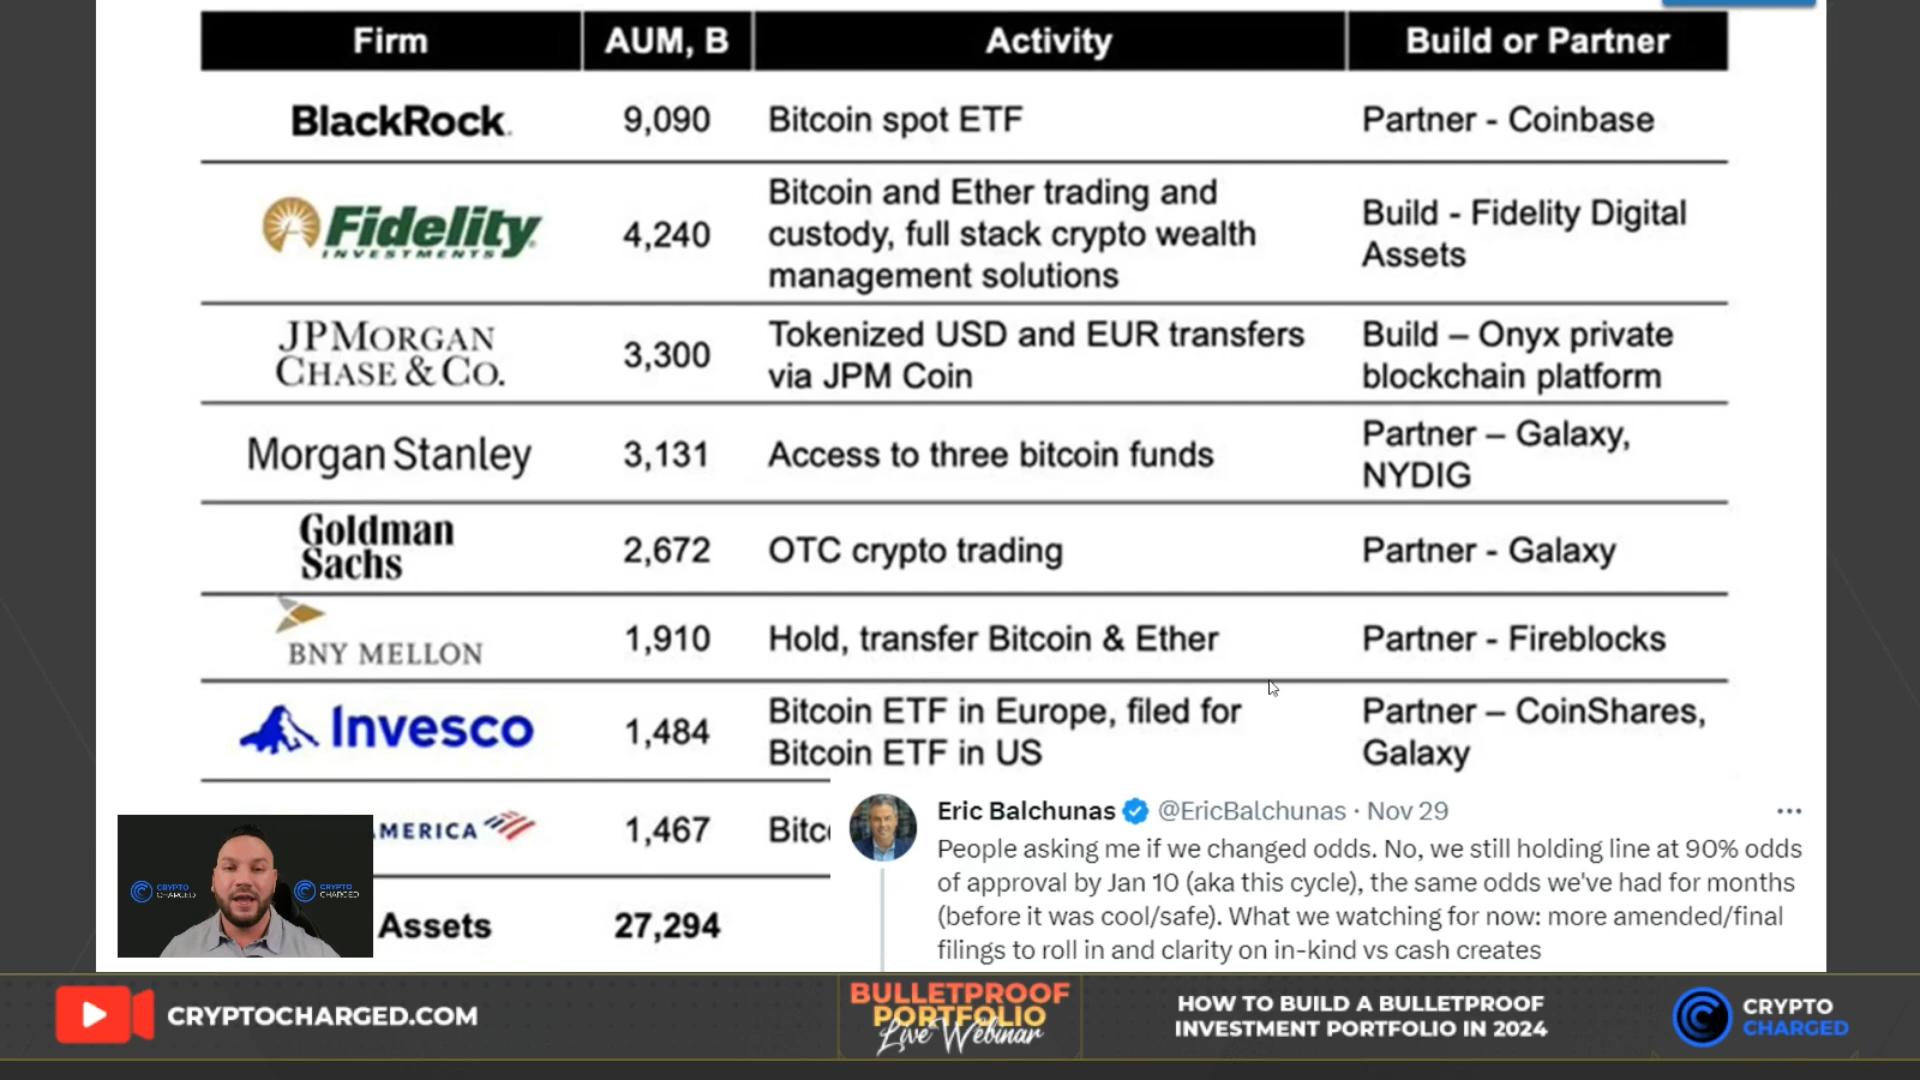 Firm AUM, B Activity Build or Partner
BlackRock. 9,090 Bitcoin spot ETF Partner - Coinbase
Fidelity
INVESTMENTS
4,240
Bitcoin and Ether trading and
custody, full stack crypto wealth
management solutions
Build - Fidelity Digital
Assets
JPMORGAN
CHASE & CO.
3,300
Tokenized USD and EUR transfers
via JPM Coin
Build – Onyx private
blockchain platform
Morgan Stanley
3,131
Access to three bitcoin funds
Partner – Galaxy,
NYDIG
Goldman
Sachs
2,672
OTC crypto trading
Partner - Galaxy
BNY MELLON
1,910
Hold, transfer Bitcoin & Ether
Partner - Fireblocks
Invesco
1,484
Bitcoin ETF in Europe, filed for
Bitcoin ETF in US
Partner – CoinShares,
Galaxy
MERICA
1,467
Bitc
Assets 27,294
Eric Balchunas @EricBalchunas · Nov 29
People asking me if we changed odds. No, we still holding line at 90% odds
of approval by Jan 10 (aka this cycle), the same odds we've had for months
(before it was cool/safe). What we watching for now: more amended/final
filings to roll in and clarity on in-kind vs cash creates
CRYPTO
CHARGED
CRYPTO
CHARGED
CRYPTOCHARGED.COM
BULLETPROOF
PORTFOLIO
Live Webinar
HOW TO BUILD A BULLETPROOF
INVESTMENT PORTFOLIO IN 2024
CRYPTO
CHARGED